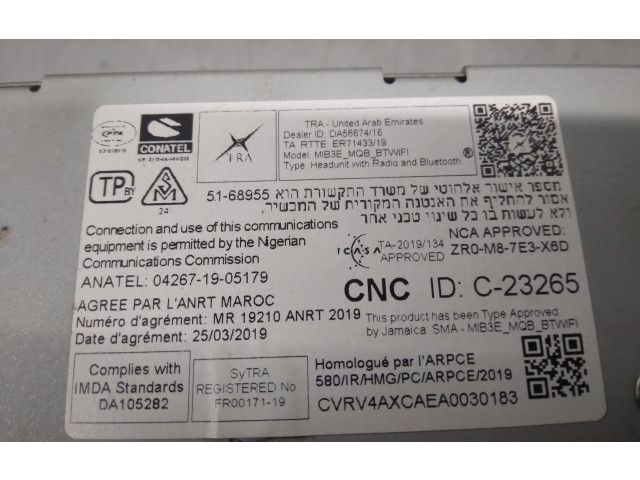 CONATEL
TRA
TRA - United Arab Emirates
Dealer ID: DA56674/16
TA RTTE ER71433/19
Model: MIB3E_MQB_BTWIFI
Type: Headunit with Radio and Bluetooth®
TP BY
24
51-68955 מספר אישור אלחוטי של משרד התקשורת הוא
אסור להחליף את האנטנה המקורית של המכשיר
ולא לעשות בו כל שינוי טכני אחר
Connection and use of this communications
equipment is permitted by the Nigerian
Communications Commission
ICASA
TA-2019/134
APPROVED
NCA APPROVED:
ZR0-M8-7E3-X6D
ANATEL: 04267-19-05179
CNC ID: C-23265
AGREE PAR L'ANRT MAROC
Numéro d'agrément: MR 19210 ANRT 2019
Date d'agrément: 25/03/2019
This product has been Type Approved
by Jamaica: SMA - MIB3E_MQB_BTWIFI
Complies with
IMDA Standards
DA105282
SyTRA
REGISTERED No
FR00171-19
Homologué par l'ARPCE
580/IR/HMG/PC/ARPCE/2019
CVRV4AXCAEA0030183